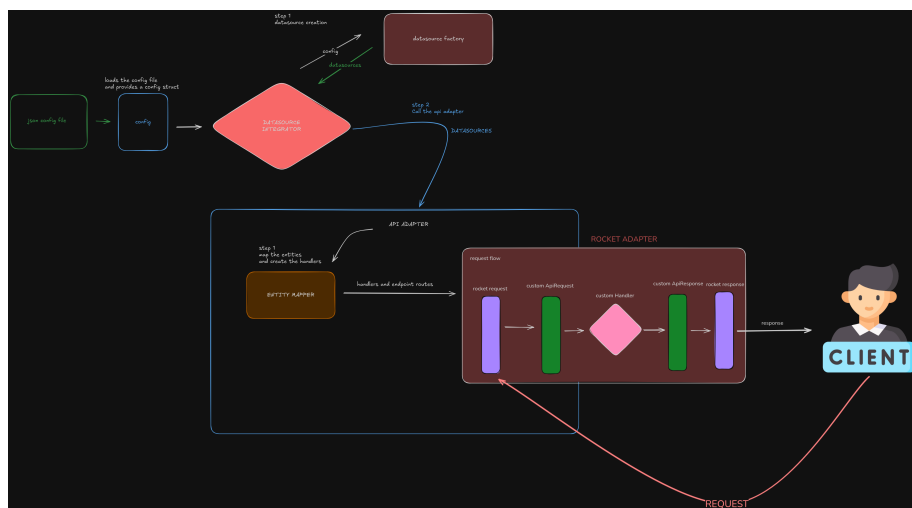 step 1
datasource creation
datasource factory
config
datasources
loads the config file
and provides a config struct
json config file
config
DATASOURCE
INTEGRATOR
step 2
Call the api adapter
DATASOURCES
API ADAPTER
step 1
map the entities
and create the handlers
ENTITY MAPPER
handlers and endpoint routes
ROCKET ADAPTER
request flow
rocket request
custom ApiRequest
custom Handler
custom ApiResponse
rocket response
response
CLIENT
REQUEST